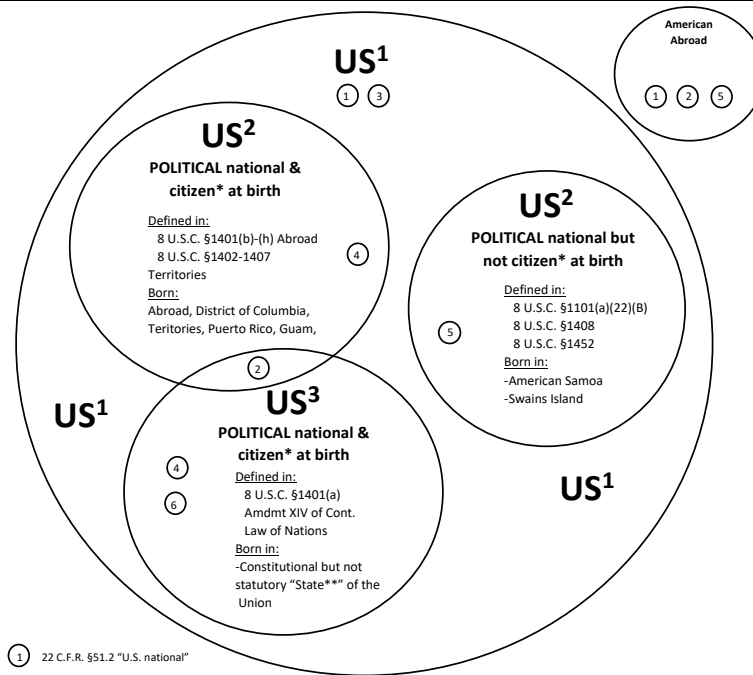 American
Abroad
1 2 5
US1
1 3
US2
POLITICAL national &
citizen* at birth
Defined in:
8 U.S.C. §1401(b)-(h) Abroad
8 U.S.C. §1402-1407
Territories
Born:
Abroad, District of Columbia,
Teritories, Puerto Rico, Guam,
4
2
US2
POLITICAL national but
not citizen* at birth
Defined in:
8 U.S.C. §1101(a)(22)(B)
8 U.S.C. §1408
8 U.S.C. §1452
Born in:
-American Samoa
-Swains Island
5
US1
US3
POLITICAL national &
citizen* at birth
Defined in:
8 U.S.C. §1401(a)
Amdmt XIV of Cont.
Law of Nations
Born in:
-Constitutional but not
statutory “State**” of the
Union
4
6
US1
1 22 C.F.R. §51.2 “U.S. national”